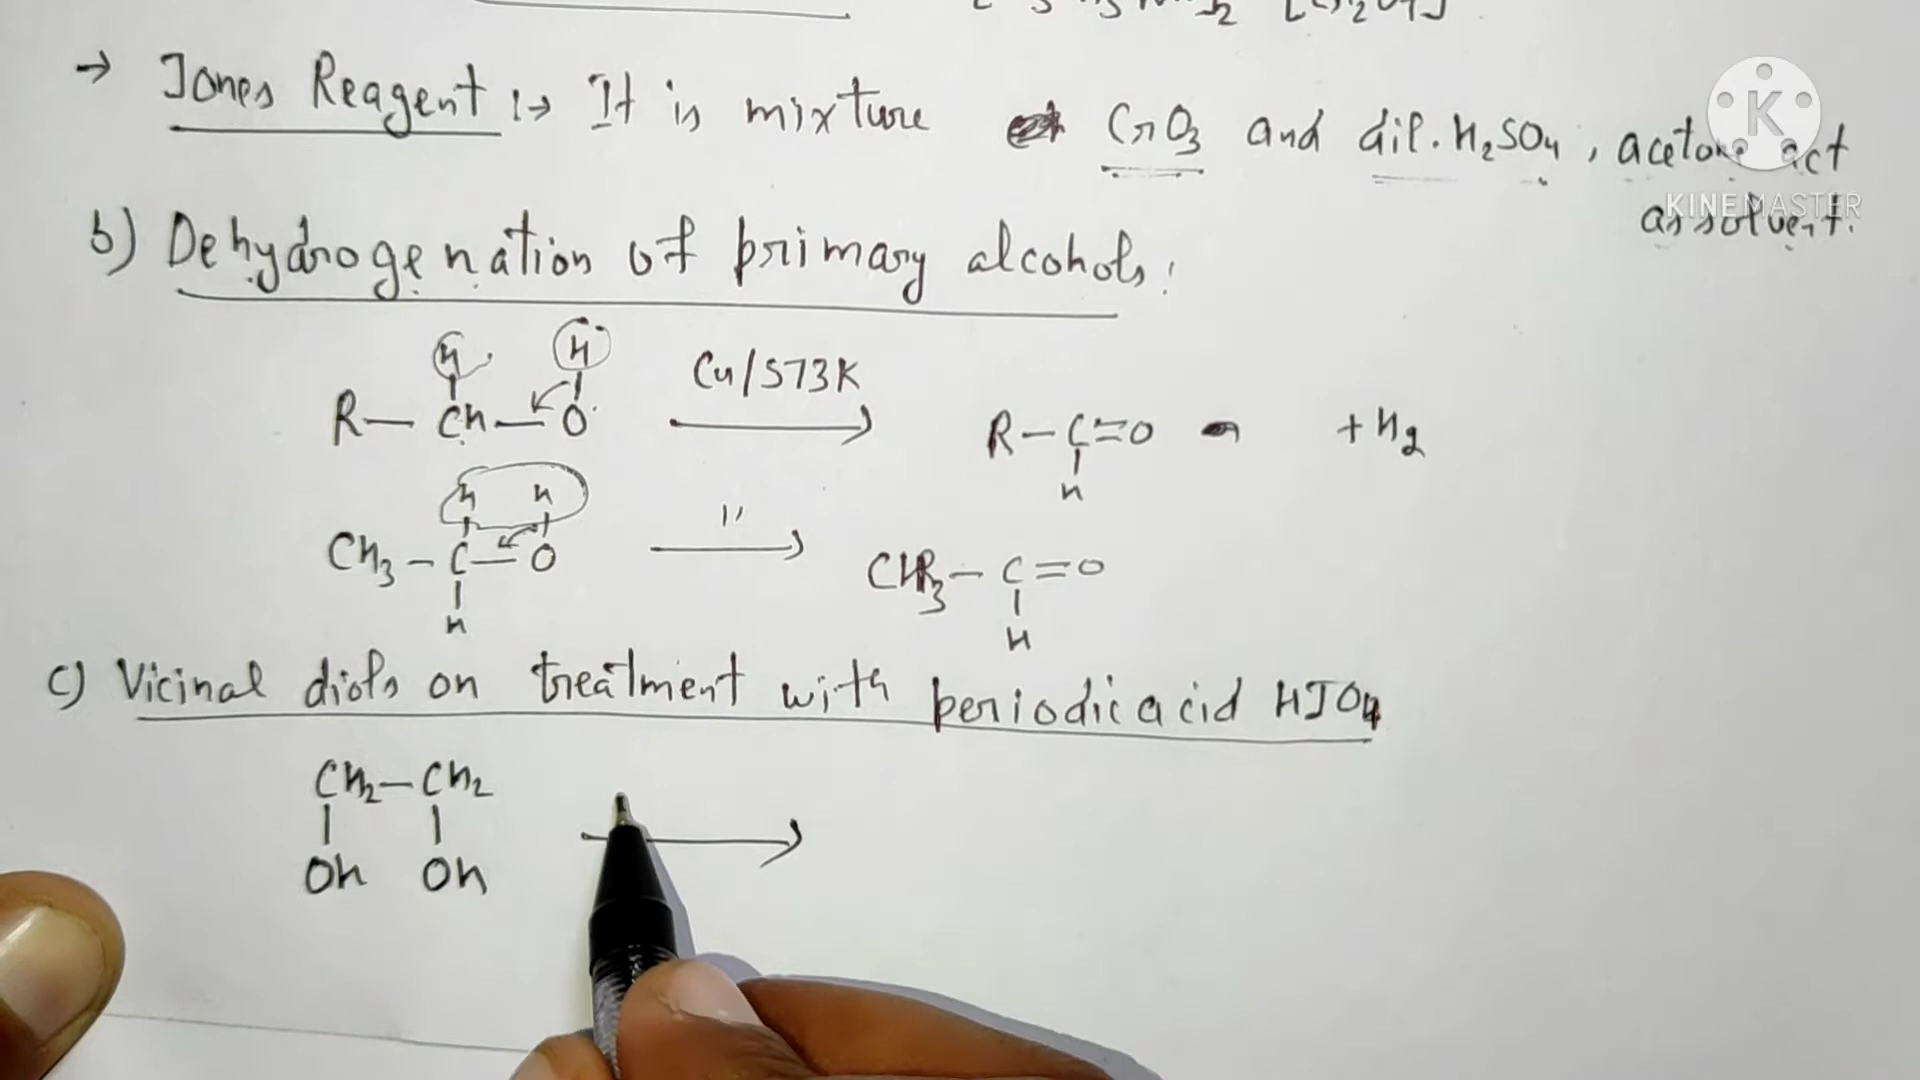 → Jones Reagent :→ It is mixture CrO3 and dil. H2SO4, acetone act
as solvent.
K
KINEMASTER
b) Dehydrogenation of primary alcohols:
H H
R — CH — O Cu/573K R — C = O + H2
H
H H
CH3 — C — O 〃 CH3 — C = O
H H
c) Vicinal diols on treatment with periodic acid HIO4
CH2 — CH2
OH OH